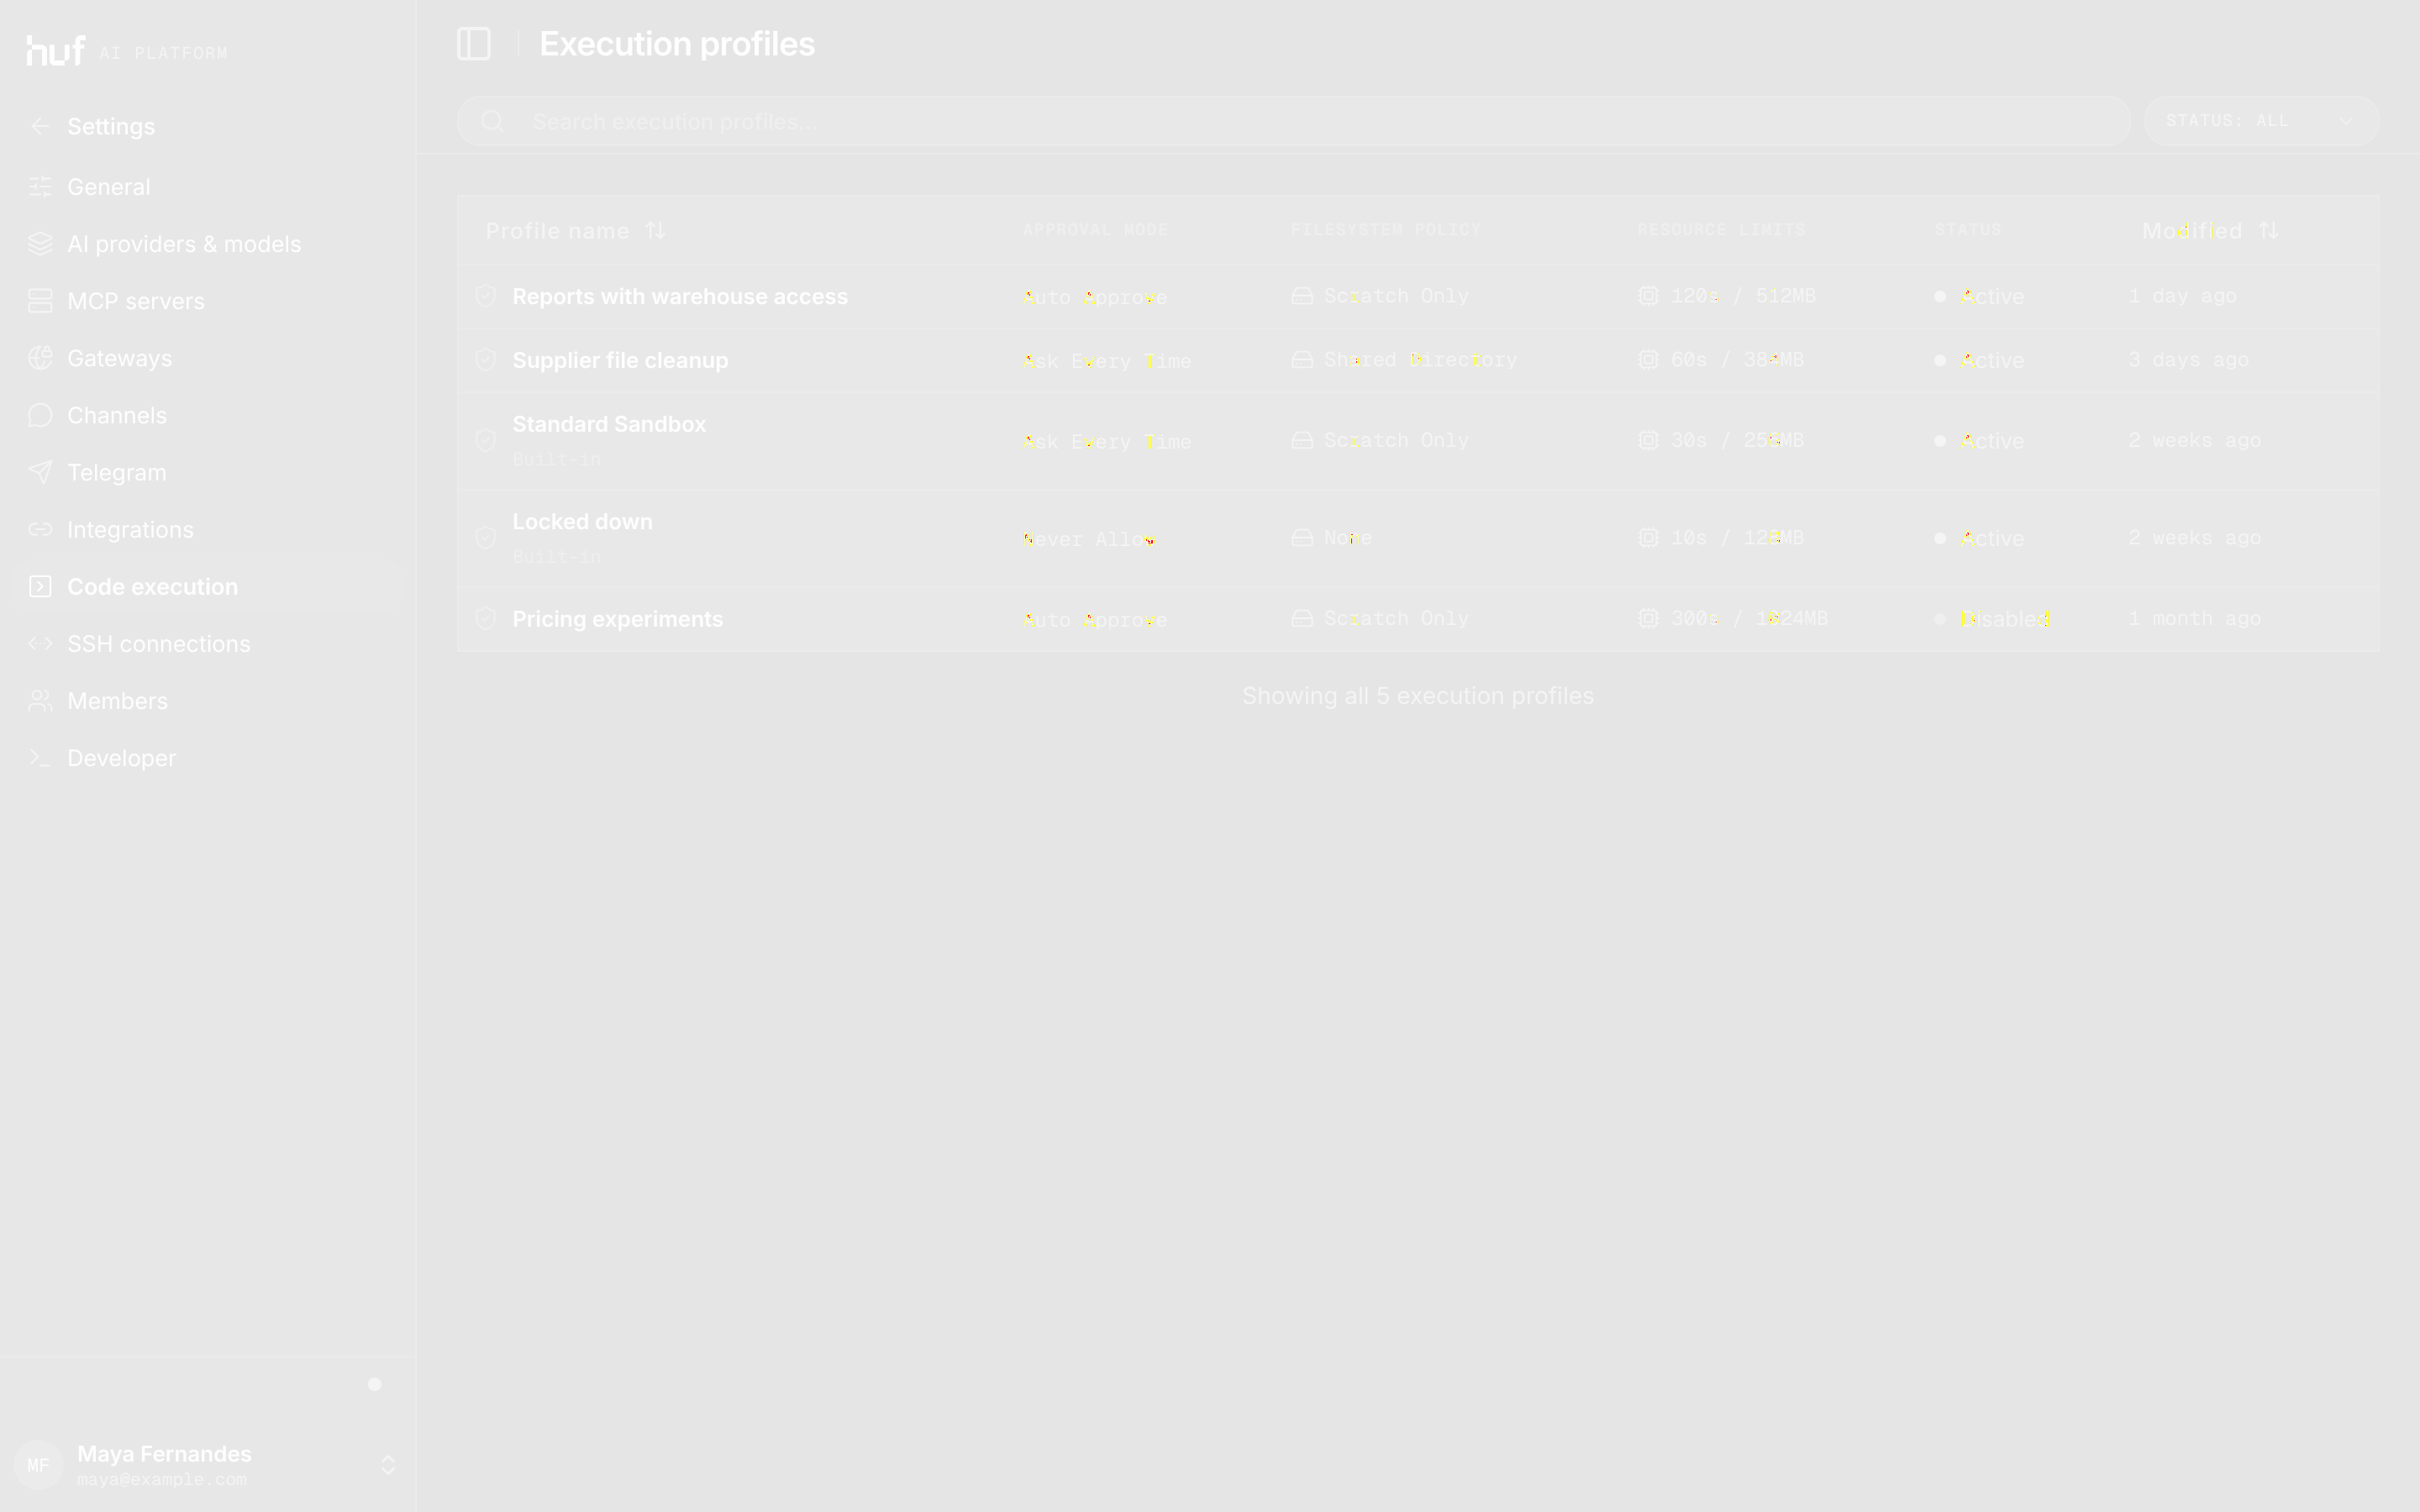 huf AI PLATFORM
Settings
General
AI providers & models
MCP servers
Gateways
Channels
Telegram
Integrations
Code execution
SSH connections
Members
Developer
MF
Maya Fernandes
maya@example.com
Execution profiles
Search execution profiles...
STATUS: ALL
Profile name APPROVAL MODE FILESYSTEM POLICY RESOURCE LIMITS STATUS Modified
Reports with warehouse access Auto Approve Scratch Only 120s / 512MB Active 1 day ago
Supplier file cleanup Ask Every Time Shared Directory 60s / 384MB Active 3 days ago
Standard Sandbox Ask Every Time Scratch Only 30s / 256MB Active 2 weeks ago
Built-in
Locked down Never Allow None 10s / 128MB Active 2 weeks ago
Built-in
Pricing experiments Auto Approve Scratch Only 300s / 1024MB Disabled 1 month ago
Showing all 5 execution profiles